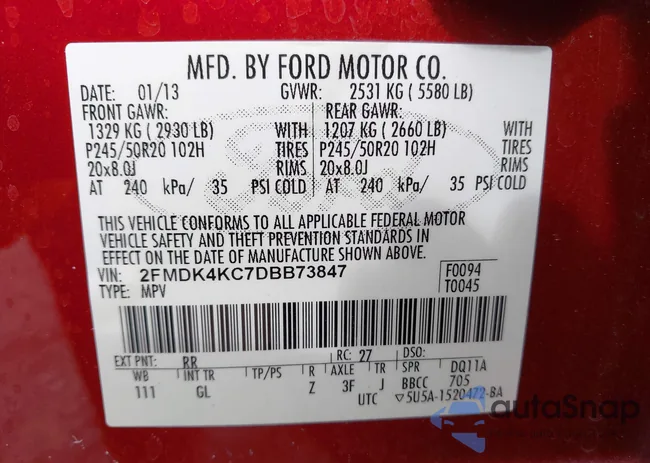 MFD. BY FORD MOTOR CO.
DATE: 01/13 GVWR: 2531 KG ( 5580 LB)
FRONT GAWR: REAR GAWR:
1329 KG ( 2930 LB) WITH 1207 KG ( 2660 LB) WITH
P245/50R20 102H TIRES P245/50R20 102H TIRES
20x8.0J RIMS 20x8.0J RIMS
AT 240 kPa/ 35 PSI COLD AT 240 kPa/ 35 PSI COLD
THIS VEHICLE CONFORMS TO ALL APPLICABLE FEDERAL MOTOR
VEHICLE SAFETY AND THEFT PREVENTION STANDARDS IN
EFFECT ON THE DATE OF MANUFACTURE SHOWN ABOVE.
VIN: 2FMDK4KC7DBB73847 F0094
TYPE: MPV T0045
EXT PNT: RR RC: 27 DSO:
WB INT TR TP/PS R AXLE TR SPR DQ11A
111 GL Z 3F J BBCC 705
UTC ▽5U5A-1520472-BA
autoSnap